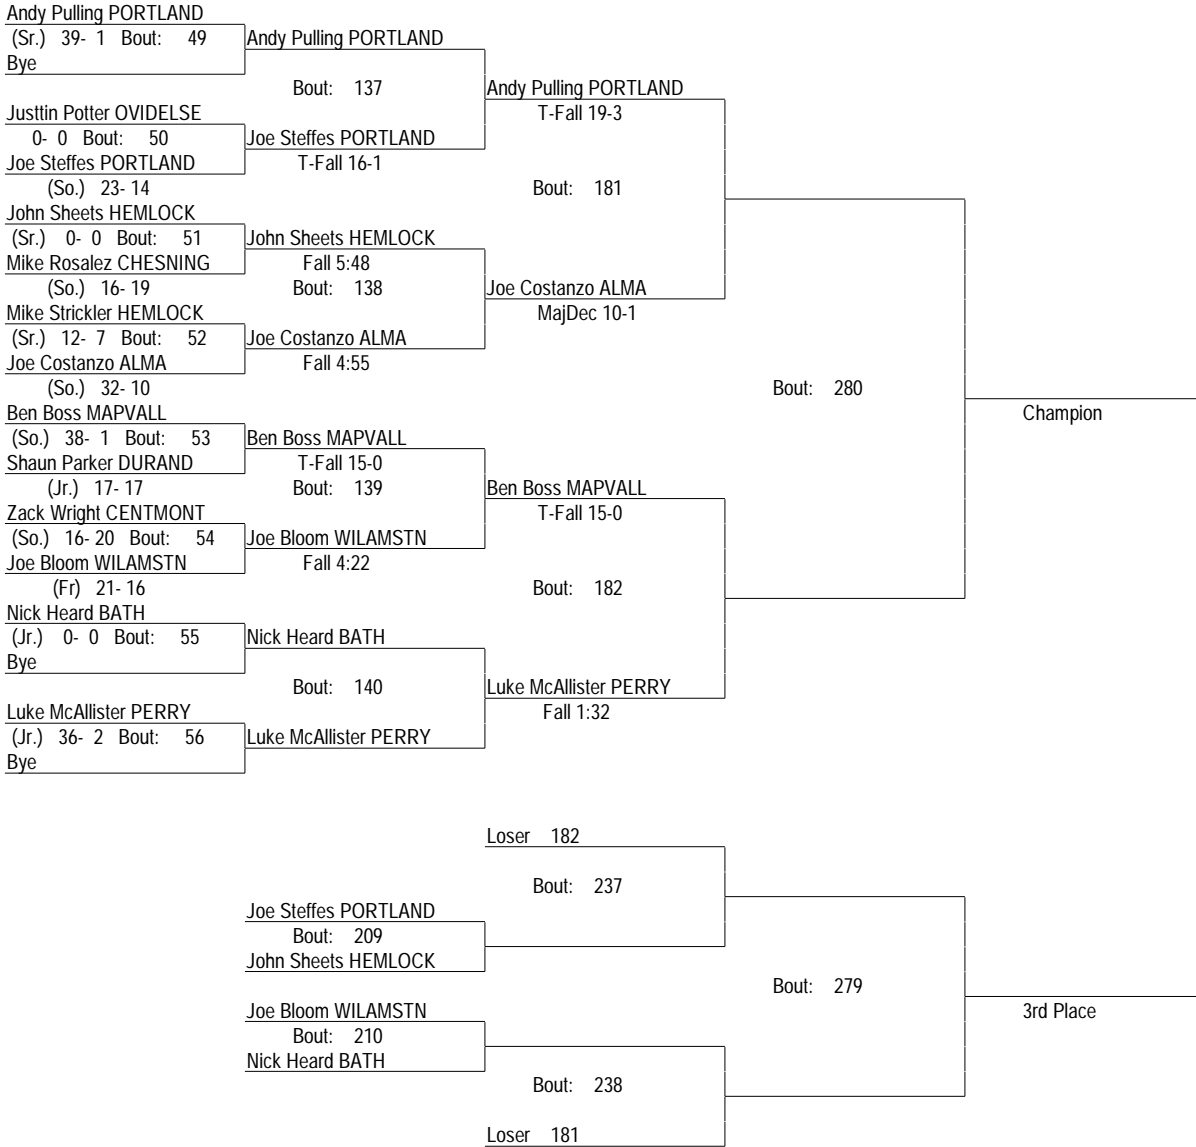 Andy Pulling PORTLAND
(Sr.) 39- 1 Bout: 49
Andy Pulling PORTLAND
Bye
Bout: 137
Andy Pulling PORTLAND
Justtin Potter OVIDELSE
T-Fall 19-3
0- 0 Bout: 50
Joe Steffes PORTLAND
Joe Steffes PORTLAND
T-Fall 16-1
(So.) 23- 14
Bout: 181
John Sheets HEMLOCK
(Sr.) 0- 0 Bout: 51
John Sheets HEMLOCK
Mike Rosalez CHESNING
Fall 5:48
(So.) 16- 19
Bout: 138
Joe Costanzo ALMA
Mike Strickler HEMLOCK
MajDec 10-1
(Sr.) 12- 7 Bout: 52
Joe Costanzo ALMA
Joe Costanzo ALMA
Fall 4:55
(So.) 32- 10
Bout: 280
Ben Boss MAPVALL
Champion
(So.) 38- 1 Bout: 53
Ben Boss MAPVALL
Shaun Parker DURAND
T-Fall 15-0
(Jr.) 17- 17
Bout: 139
Ben Boss MAPVALL
Zack Wright CENTMONT
T-Fall 15-0
(So.) 16- 20 Bout: 54
Joe Bloom WILAMSTN
Joe Bloom WILAMSTN
Fall 4:22
(Fr) 21- 16
Bout: 182
Nick Heard BATH
(Jr.) 0- 0 Bout: 55
Nick Heard BATH
Bye
Bout: 140
Luke McAllister PERRY
Luke McAllister PERRY
Fall 1:32
(Jr.) 36- 2 Bout: 56
Luke McAllister PERRY
Bye
Loser 182
Bout: 237
Joe Steffes PORTLAND
Bout: 209
John Sheets HEMLOCK
Bout: 279
Joe Bloom WILAMSTN
3rd Place
Bout: 210
Nick Heard BATH
Bout: 238
Loser 181